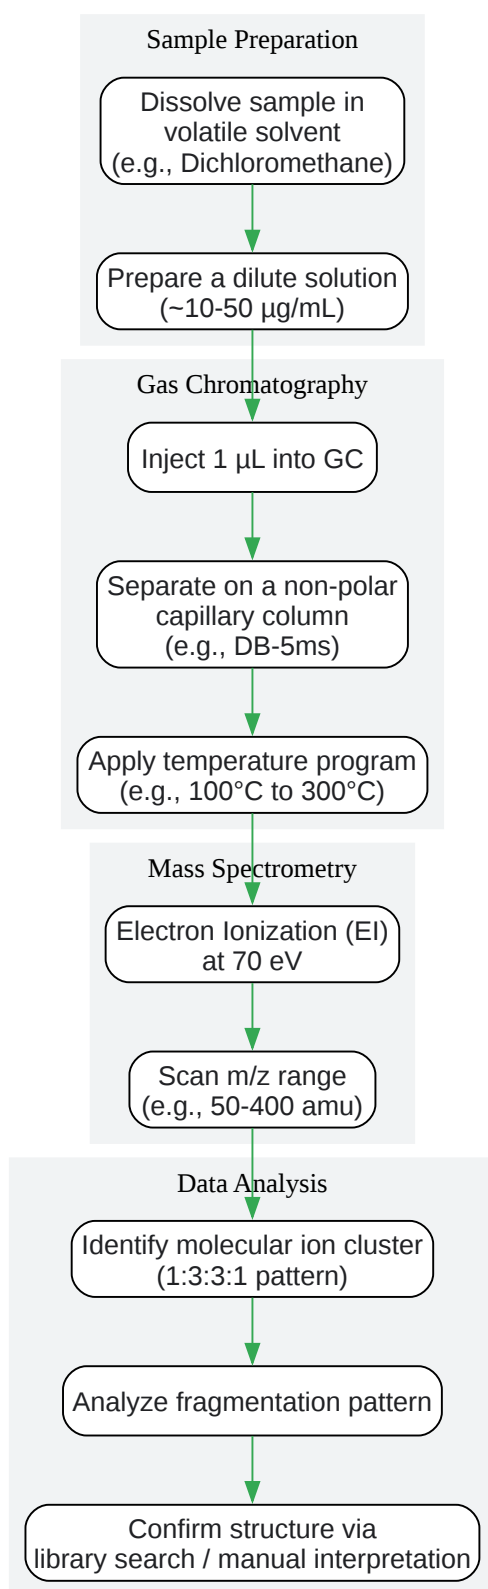 Sample Preparation
Dissolve sample in
volatile solvent
(e.g., Dichloromethane)
Prepare a dilute solution
(~10-50 µg/mL)
Gas Chromatography
Inject 1 µL into GC
Separate on a non-polar
capillary column
(e.g., DB-5ms)
Apply temperature program
(e.g., 100°C to 300°C)
Mass Spectrometry
Electron Ionization (EI)
at 70 eV
Scan m/z range
(e.g., 50-400 amu)
Data Analysis
Identify molecular ion cluster
(1:3:3:1 pattern)
Analyze fragmentation pattern
Confirm structure via
library search / manual interpretation